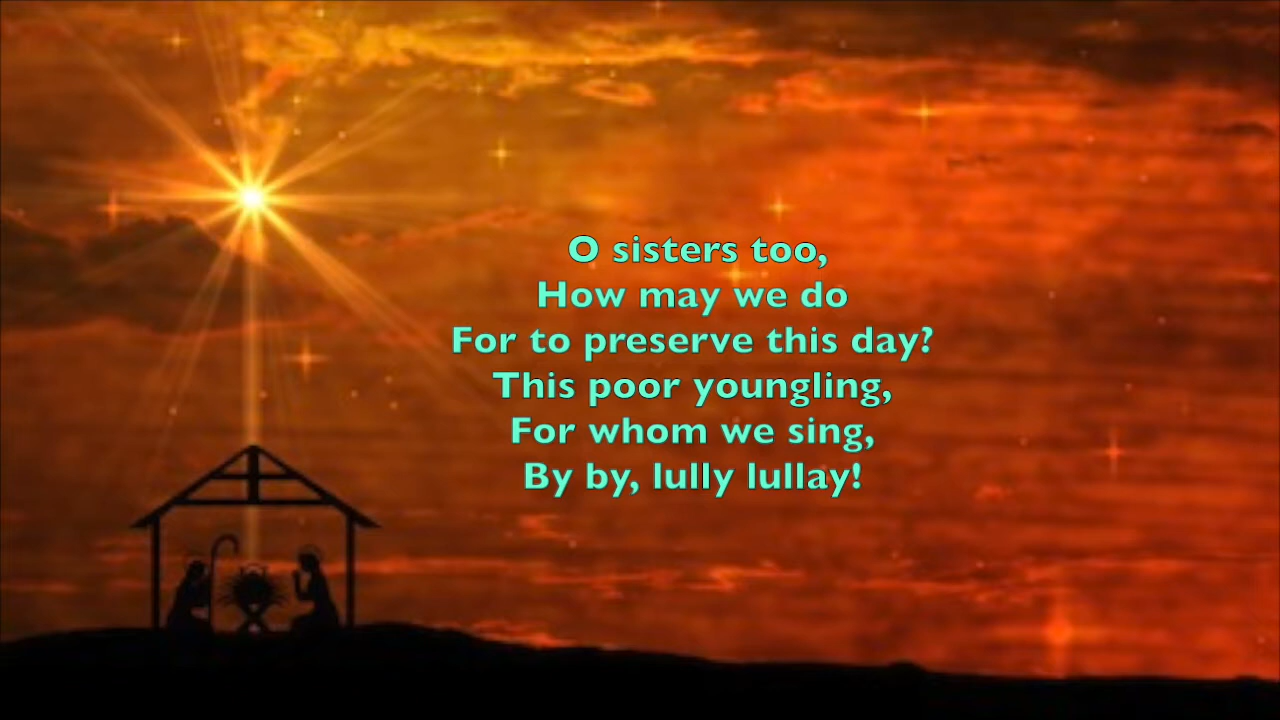 O sisters too,
How may we do
For to preserve this day?
This poor youngling,
For whom we sing,
By by, lully lullay!